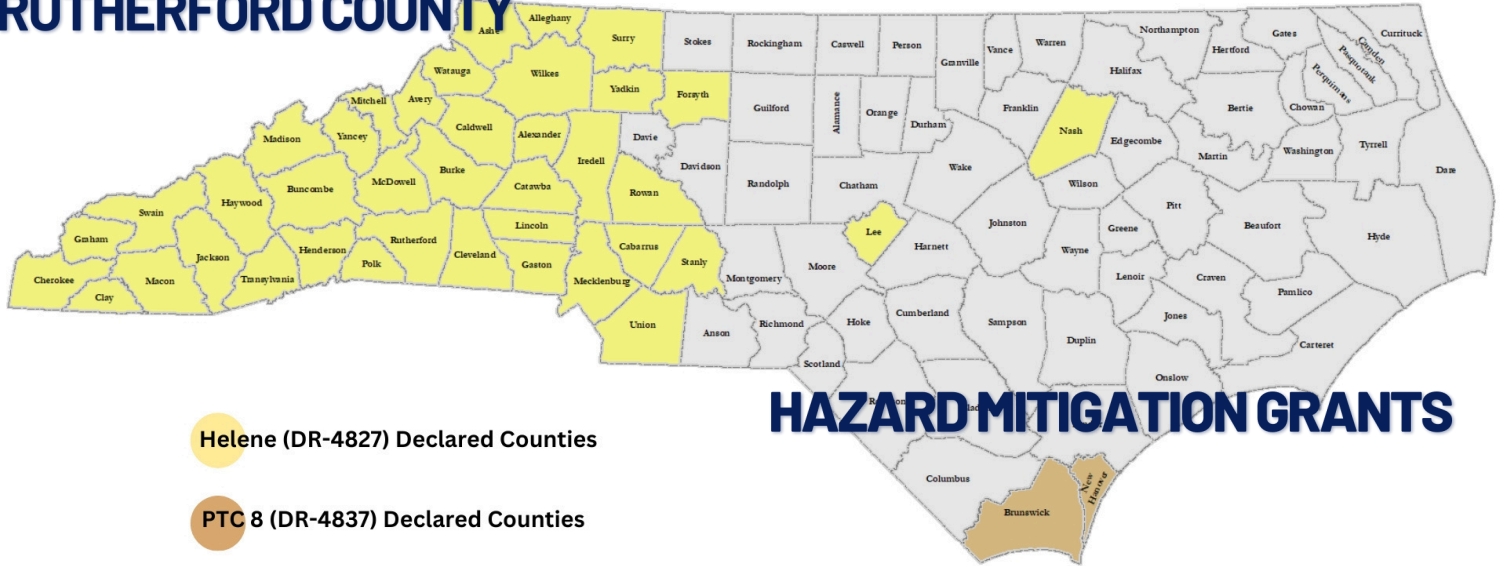 RUTHERFORD COUNTY
Ashe
Alleghany
Surry
Stokes
Rockingham
Caswell
Person
Granville
Vance
Warren
Northampton
Hertford
Gates
Camden
Pasquotank
Perquimans
Currituck
Watauga
Wilkes
Yadkin
Forsyth
Guilford
Alamance
Orange
Durham
Franklin
Halifax
Nash
Edgecombe
Bertie
Chowan
Mitchell
Avery
Madison
Yancey
Caldwell
Alexander
Iredell
Davie
Davidson
Randolph
Chatham
Wake
Wilson
Martin
Washington
Tyrrell
Dare
Buncombe
McDowell
Burke
Catawba
Rowan
Swain
Haywood
Graham
Jackson
Henderson
Rutherford
Polk
Cleveland
Lincoln
Gaston
Cabarrus
Stanly
Montgomery
Moore
Lee
Harnett
Johnston
Wayne
Greene
Pitt
Beaufort
Hyde
Cherokee
Clay
Macon
Transylvania
Mecklenburg
Union
Anson
Richmond
Scotland
Hoke
Cumberland
Sampson
Duplin
Lenoir
Craven
Jones
Pamlico
Carteret
Onslow
HAZARD MITIGATION GRANTS
Helene (DR-4827) Declared Counties
PTC 8 (DR-4837) Declared Counties
Columbus
Brunswick
New
Hanover